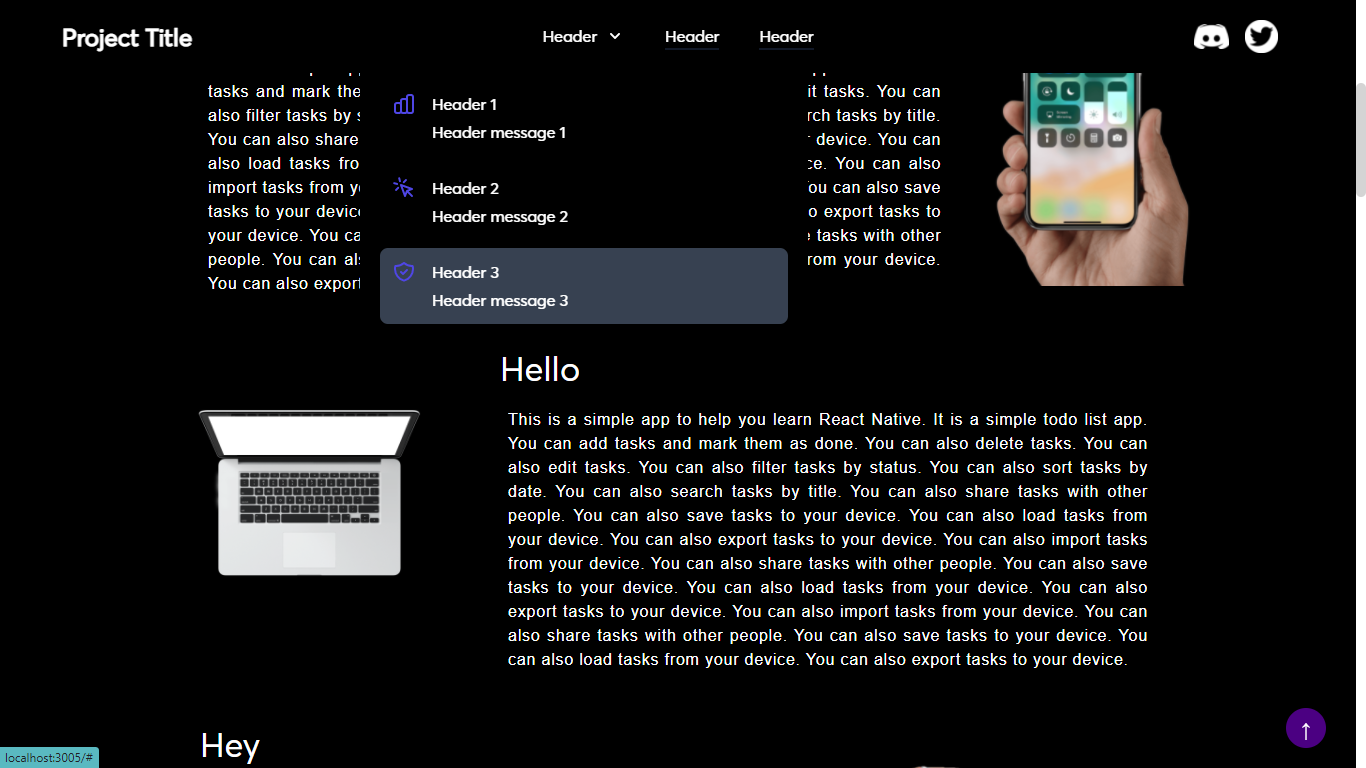 Project Title
Header
Header
Header
tasks and mark the
it tasks. You can
also filter tasks by
rch tasks by title.
You can also share
device. You can
also load tasks fro
ce. You can also
import tasks from y
ou can also save
tasks to your devic
o export tasks to
your device. You ca
tasks with other
people. You can al
rom your device.
You can also export
Header 1
Header message 1
Header 2
Header message 2
Header 3
Header message 3
Hello
This is a simple app to help you learn React Native. It is a simple todo list app.
You can add tasks and mark them as done. You can also delete tasks. You can
also edit tasks. You can also filter tasks by status. You can also sort tasks by
date. You can also search tasks by title. You can also share tasks with other
people. You can also save tasks to your device. You can also load tasks from
your device. You can also export tasks to your device. You can also import tasks
from your device. You can also share tasks with other people. You can also save
tasks to your device. You can also load tasks from your device. You can also
export tasks to your device. You can also import tasks from your device. You can
also share tasks with other people. You can also save tasks to your device. You
can also load tasks from your device. You can also export tasks to your device.
Hey
↑
localhost:3005/#